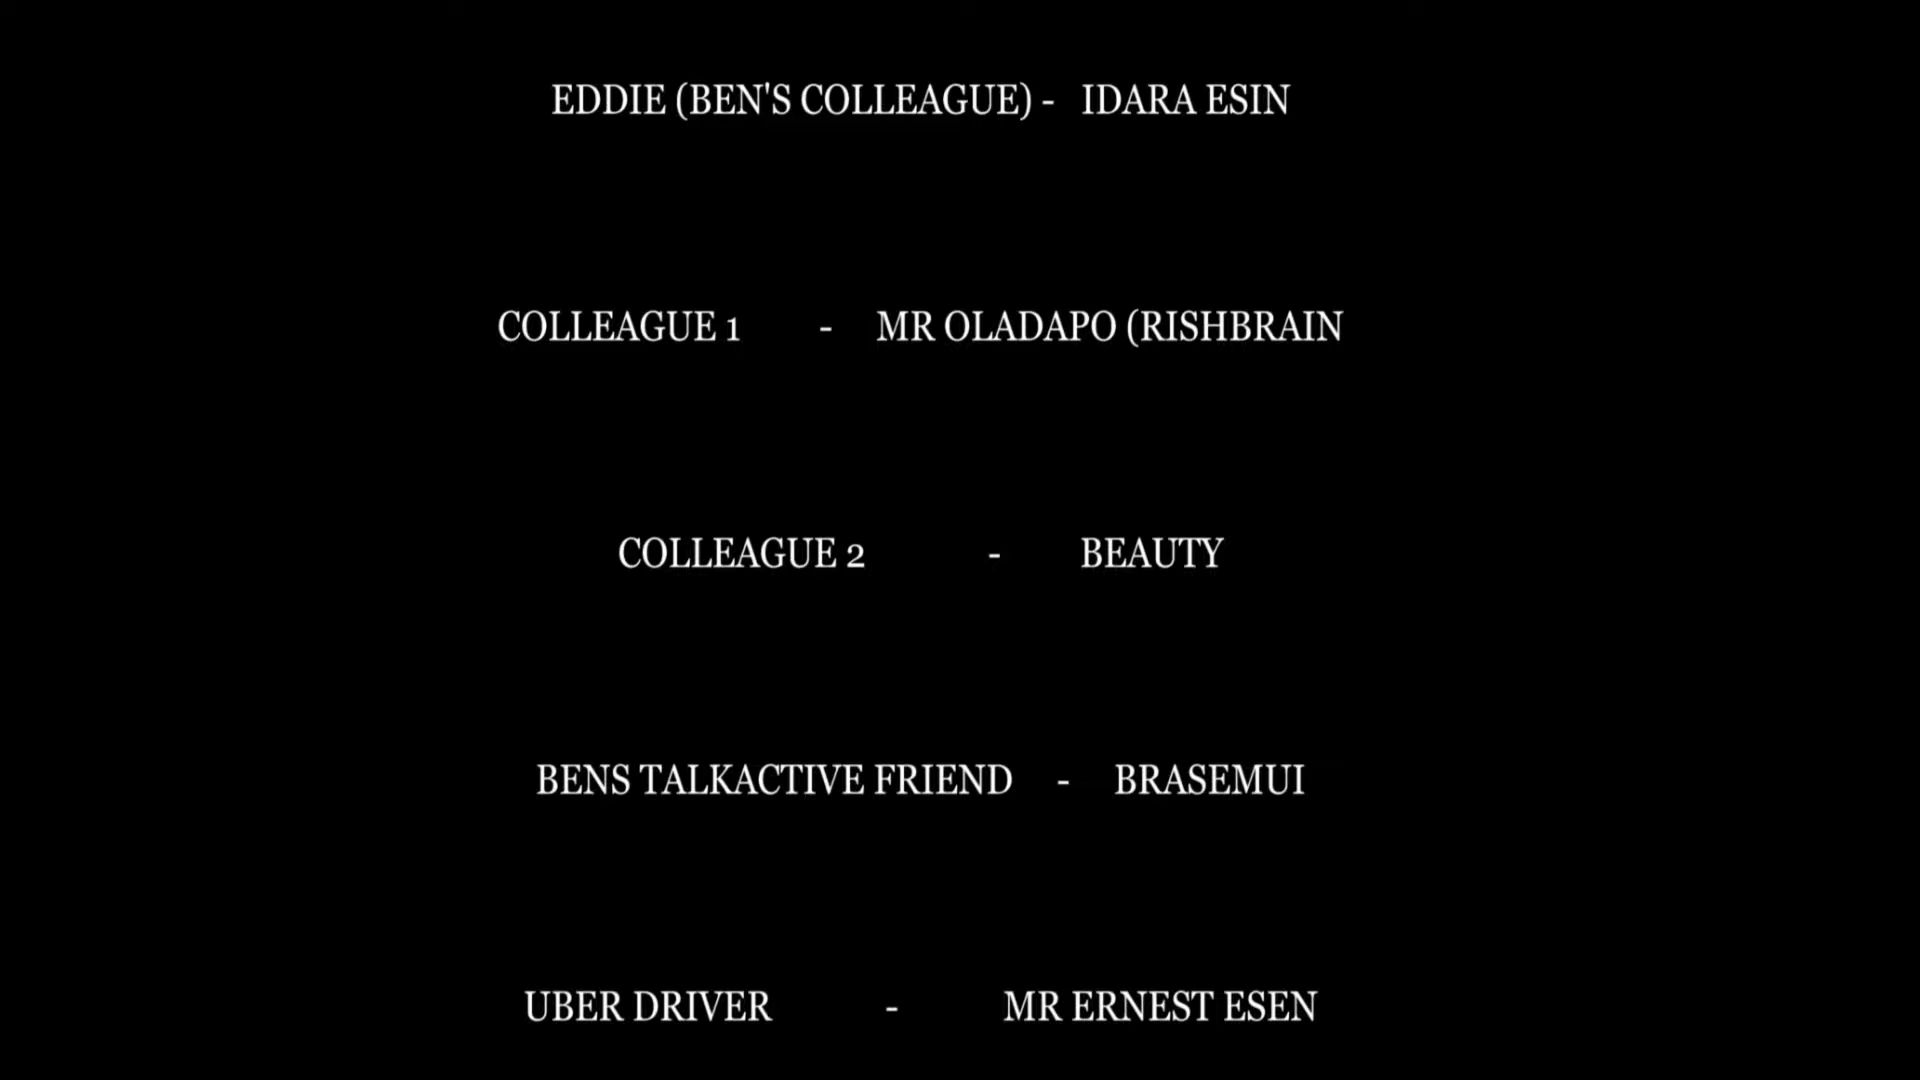 EDDIE (BEN'S COLLEAGUE) - IDARA ESIN
COLLEAGUE 1 - MR OLADAPO (RISHBRAIN
COLLEAGUE 2 - BEAUTY
BENS TALKACTIVE FRIEND - BRASEMUI
UBER DRIVER - MR ERNEST ESEN